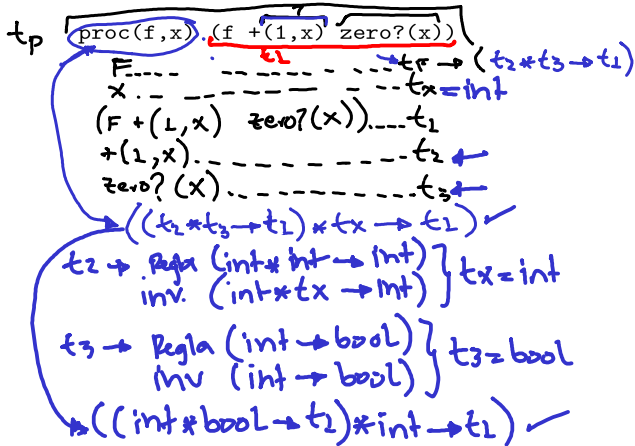 tp proc(f,x) (f +(1,x) zero?(x))
t1
F..... ....... tf → (t2*t3→t1)
x ....... tx = int
(F +(1,x) zero?(x)).... t1
+(1,x)....... t2 ←
zero?(x)....... t3 ←
((t2*t3→t1)*tx→t1) ✓
t2 → Regla (int*int→int) } tx = int
inv. (int*tx→int)
t3 → Regla (int→bool) } t3 = bool
inv (int→bool)
((int*bool→t1)*int→t1) ✓